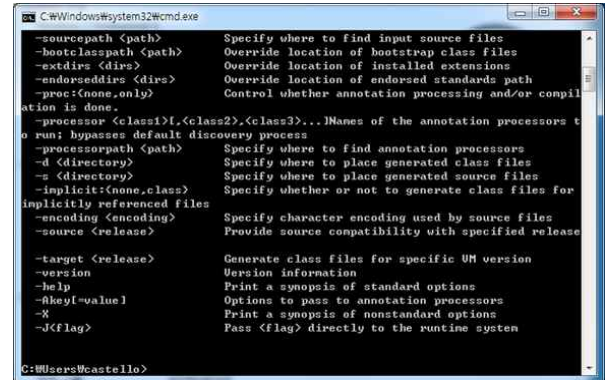 C:₩Windows₩system32₩cmd.exe
-sourcepath <path> Specify where to find input source files
-bootclasspath <path> Override location of bootstrap class files
-extdirs <dirs> Override location of installed extensions
-endorseddirs <dirs> Override location of endorsed standards path
-proc:{none,only} Control whether annotation processing and/or compil
ation is done.
-processor <class1>[,<class2>,<class3>...]Names of the annotation processors t
o run; bypasses default discovery process
-processorpath <path> Specify where to find annotation processors
-d <directory> Specify where to place generated class files
-s <directory> Specify where to place generated source files
-implicit:{none,class} Specify whether or not to generate class files for
implicitly referenced files
-encoding <encoding> Specify character encoding used by source files
-source <release> Provide source compatibility with specified release
-target <release> Generate class files for specific VM version
-version Version information
-help Print a synopsis of standard options
-Akey[=value] Options to pass to annotation processors
-X Print a synopsis of nonstandard options
-J<flag> Pass <flag> directly to the runtime system
C:₩Users₩castello>